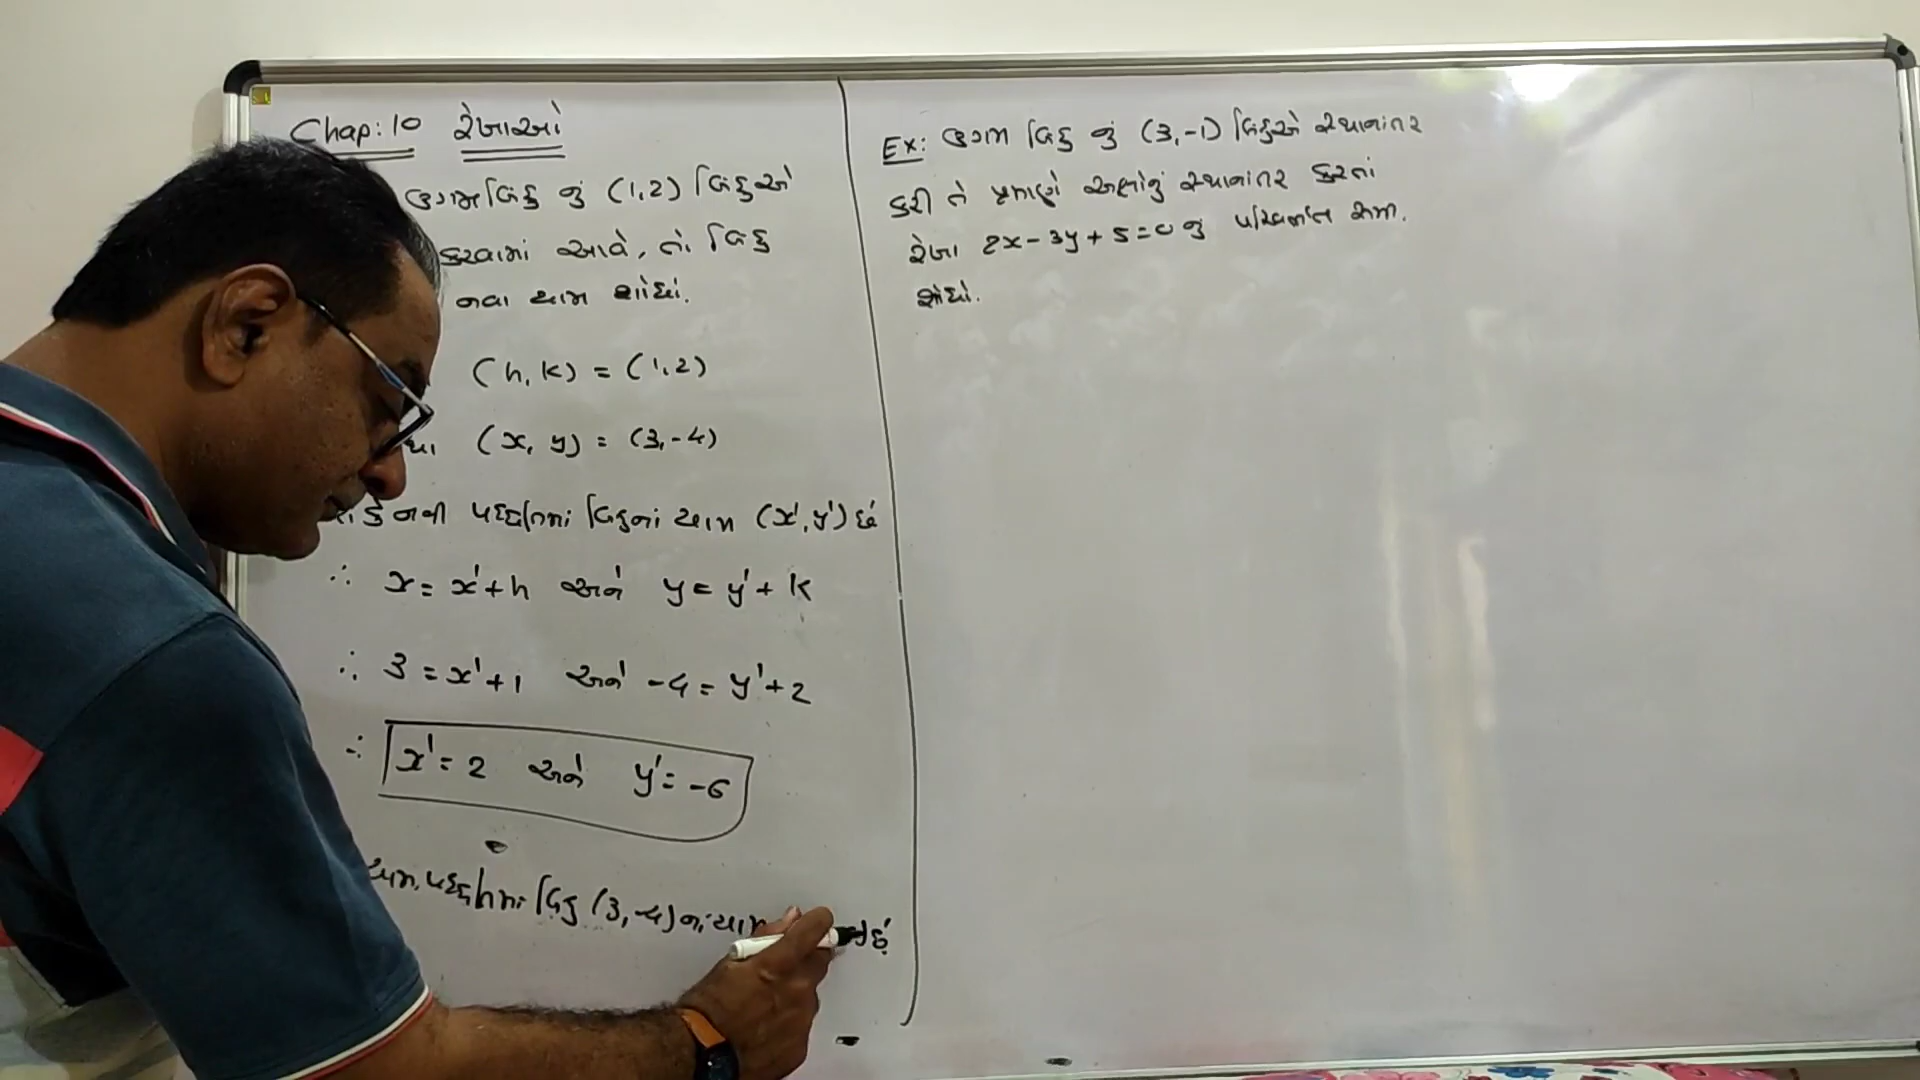 Chap: 10 રેખાઓ
ઉગમબિંદુ નું (1,2) બિંદુએ
કરવામાં આવે, તો બિંદુ
નવા યામ શોધો.
(h, k) = (1,2)
(x, y) = (3,-4)
નવી પદ્ધતિમાં બિંદુનાં યામ (x', y') છે
∴ x = x'+h અને y = y'+k
∴ 3 = x'+1 અને -4 = y'+2
∴ x' = 2 અને y' = -6
યામ પદ્ધતિમાં બિંદુ (3,-4) નાં યામ છે
Ex: ઉગમ બિંદુ નું (3,-1) બિંદુએ સ્થાનાંતર
કરી તે પ્રમાણે અક્ષોનું સ્થાનાંતર કરતાં
રેખા 2x-3y+5=0 નું પરિવર્તિત સમી.
શોધો.